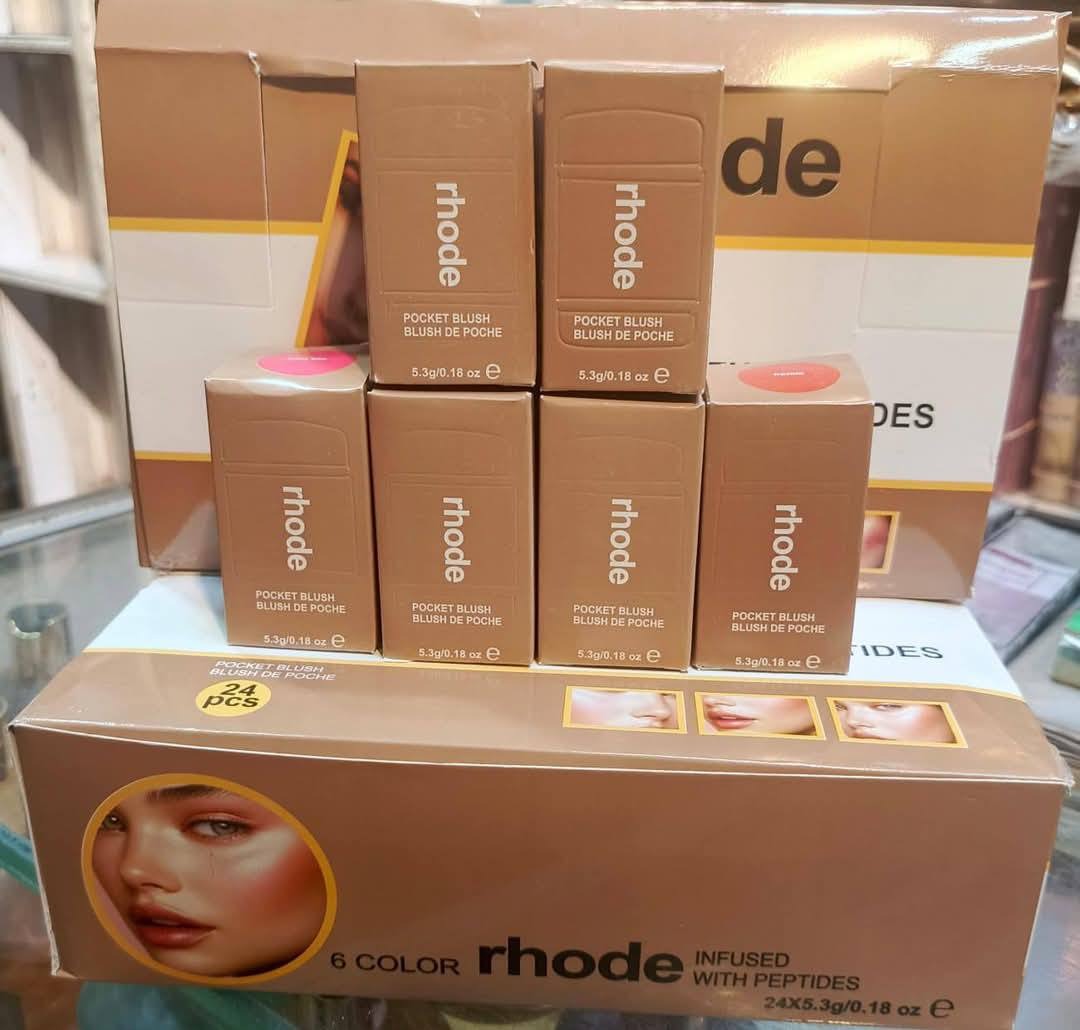 de
rhode
POCKET BLUSH
BLUSH DE POCHE
5.3g/0.18 oz e
rhode
POCKET BLUSH
BLUSH DE POCHE
5.3g/0.18 oz e
DES
rhode
POCKET BLUSH
BLUSH DE POCHE
5.3g/0.18 oz e
rhode
POCKET BLUSH
BLUSH DE POCHE
5.3g/0.18 oz e
rhode
POCKET BLUSH
BLUSH DE POCHE
5.3g/0.18 oz e
rhode
POCKET BLUSH
BLUSH DE POCHE
5.3g/0.18 oz e
TIDES
POCKET BLUSH
BLUSH DE POCHE
24
pcs
6 COLOR rhode INFUSED
WITH PEPTIDES
24X5.3g/0.18 oz e